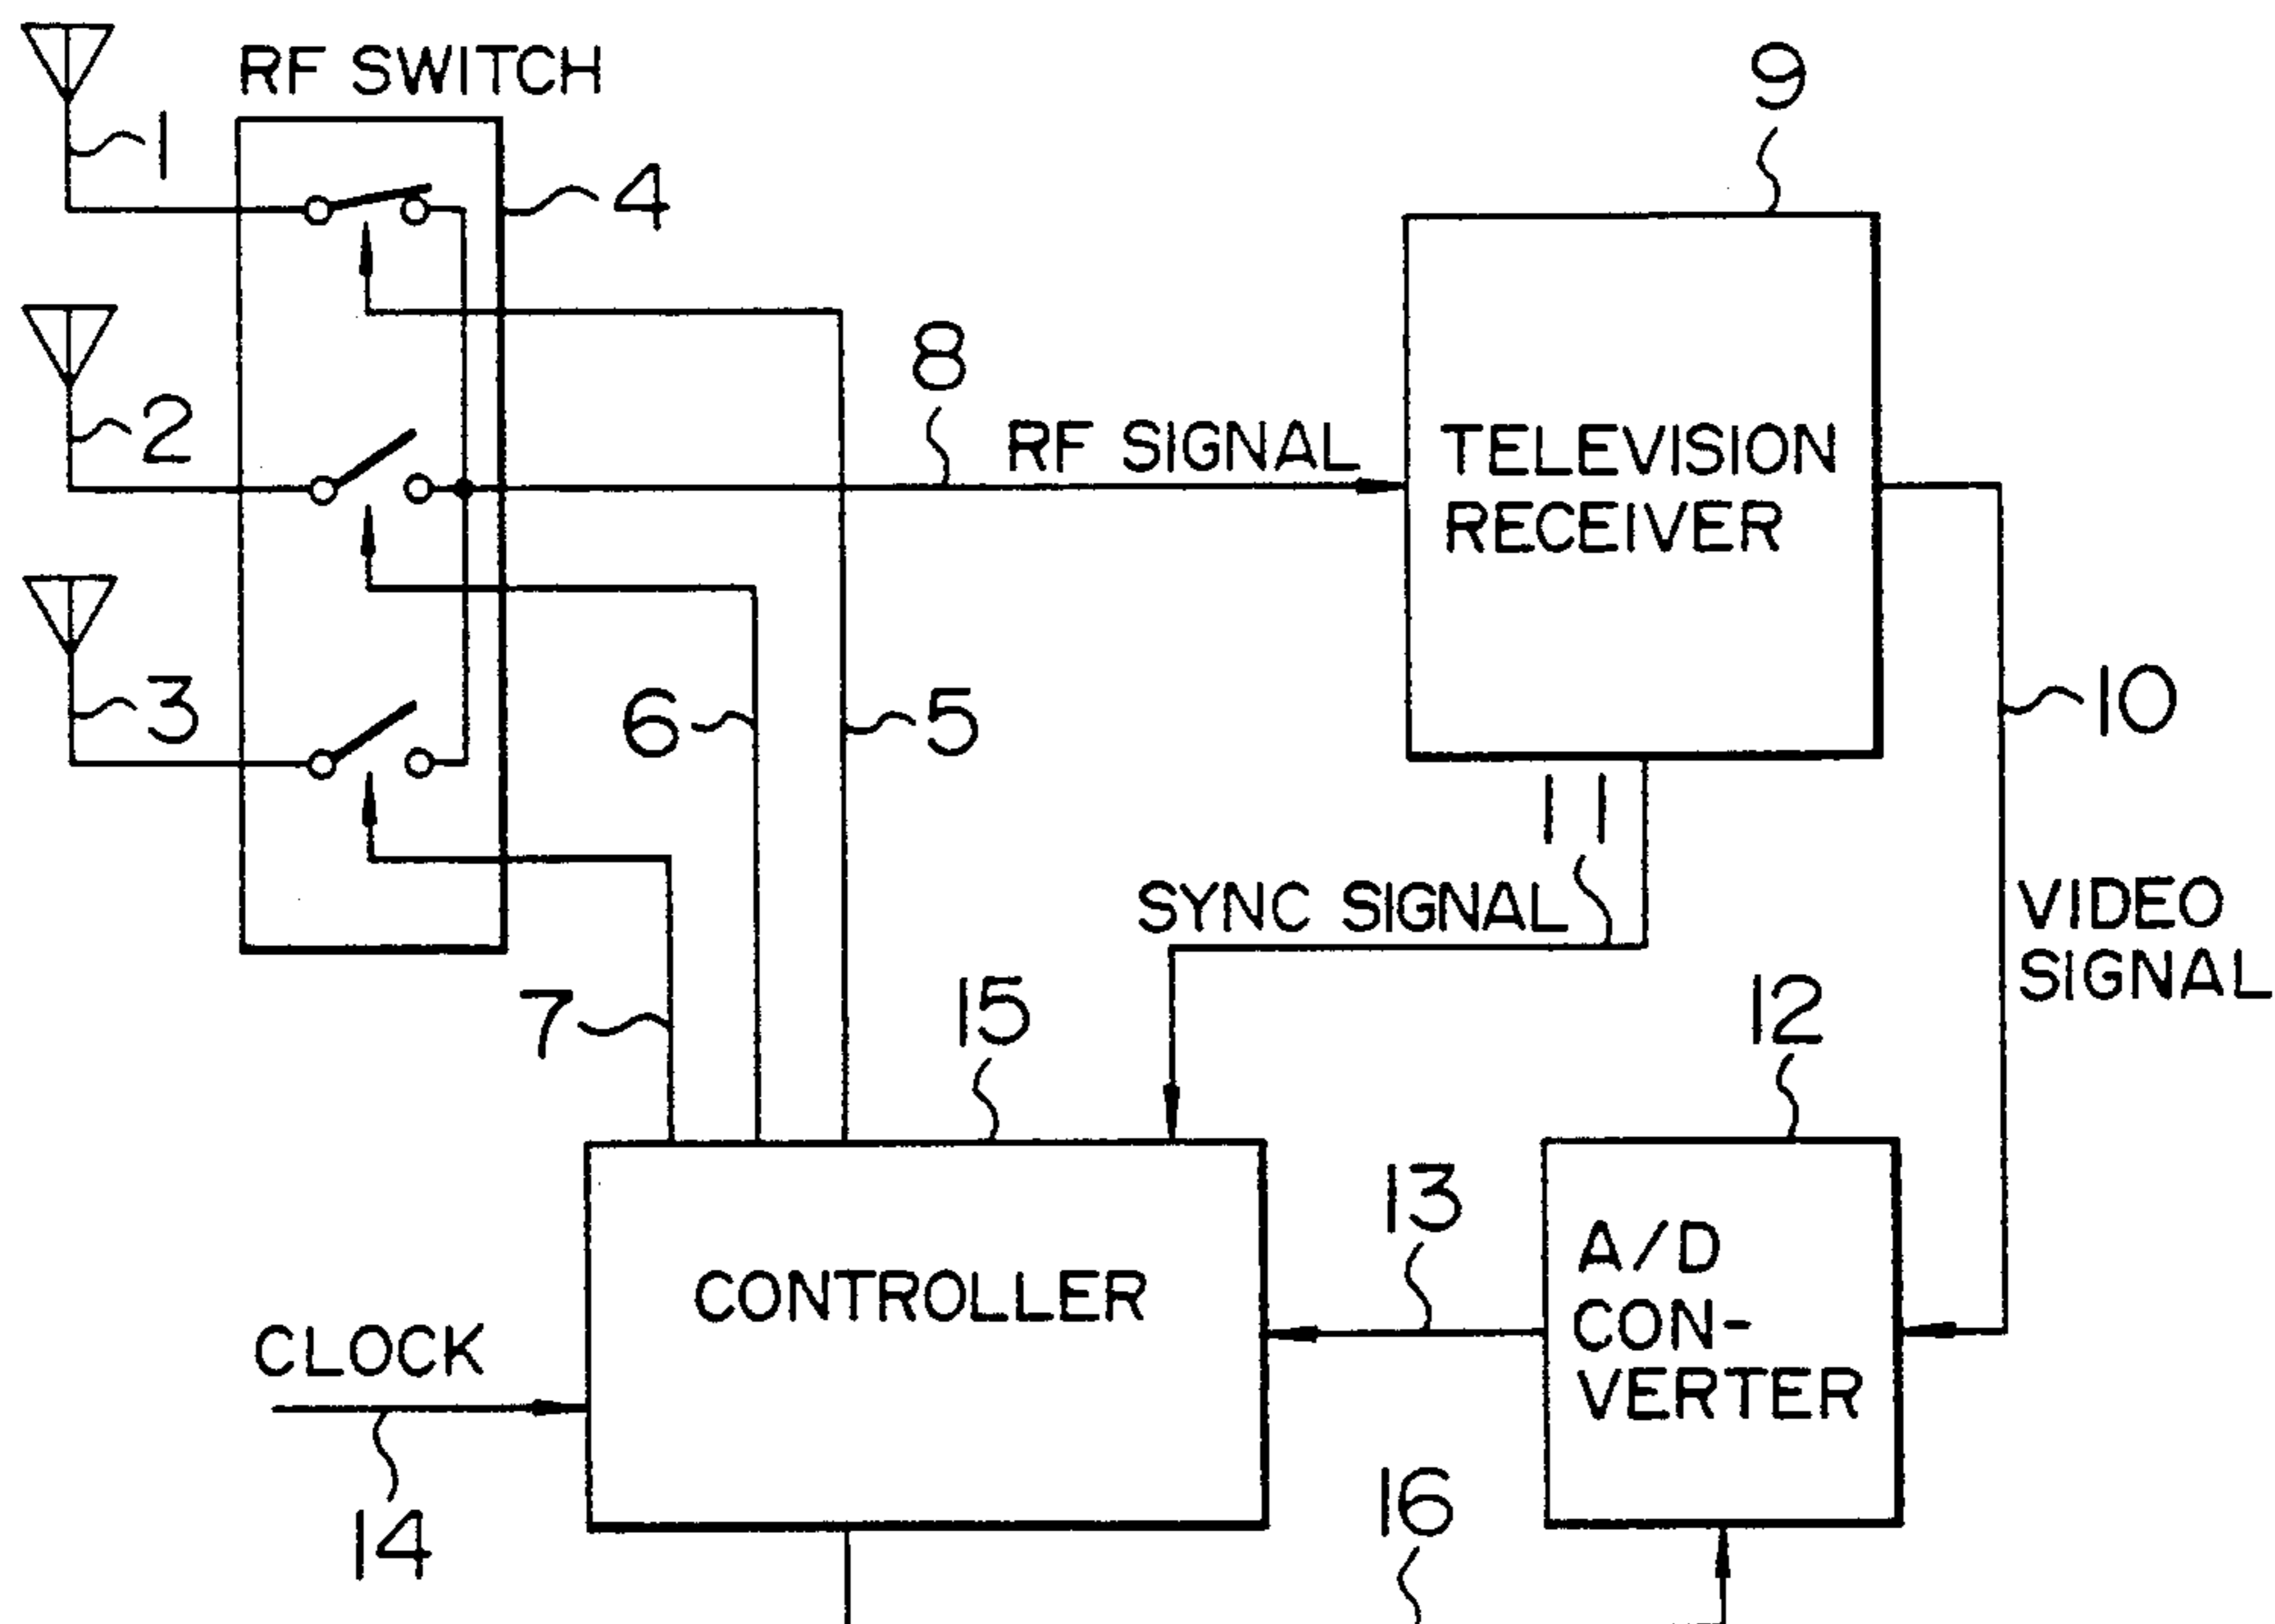 RF SWITCH
9
1
4
8
2
RF SIGNAL
TELEVISION
RECEIVER
3
6
5
10
11
SYNC SIGNAL
VIDEO
SIGNAL
7
15
12
13
A/D
CON-
VERTER
CONTROLLER
CLOCK
14
16